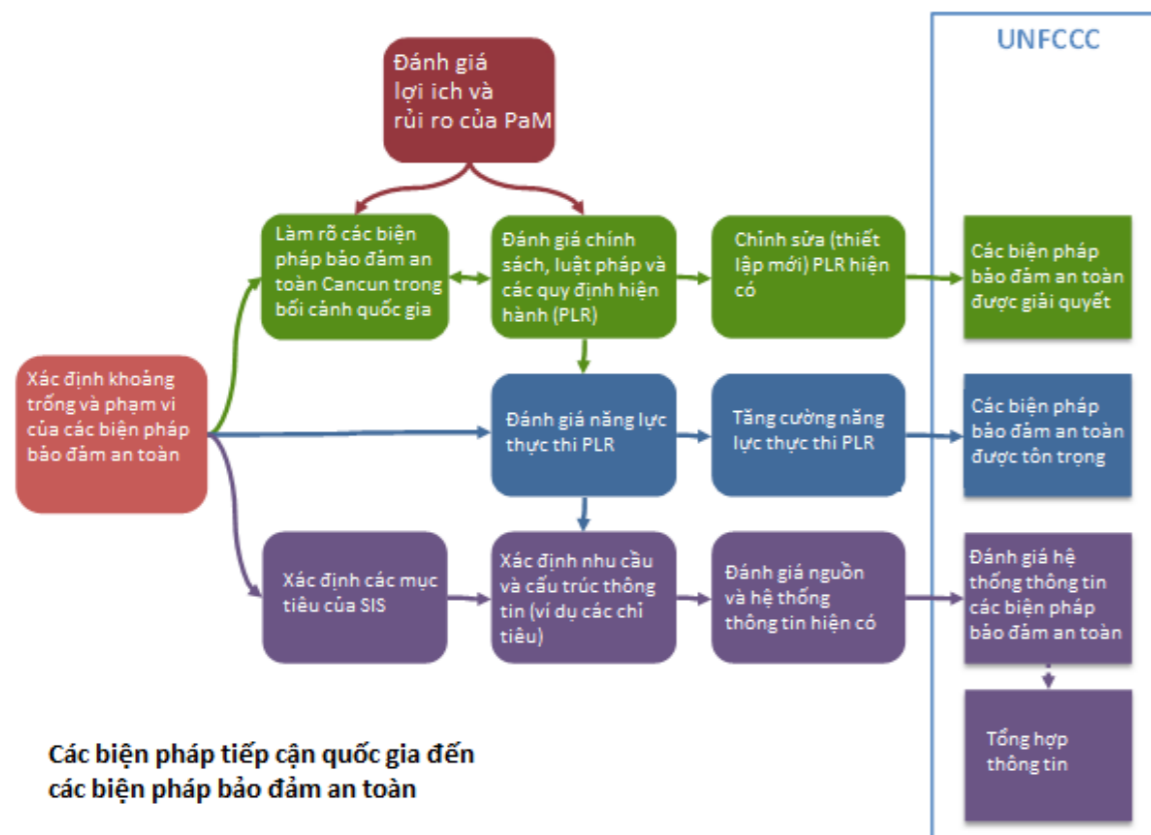 UNFCCC
Đánh giá
lợi ich và
rủi ro của PaM
Làm rõ các biện
pháp bảo đảm an
toàn Cancun trong
bối cảnh quốc gia
Đánh giá chính
sách, luật pháp và
các quy định hiện
hành (PLR)
Chỉnh sửa (thiết
lập mới) PLR hiện
có
Các biện pháp
bảo đảm an toàn
được giải quyết
Xác định khoảng
trống và phạm vi
của các biện pháp
bảo đảm an toàn
Đánh giá năng lực
thực thi PLR
Tăng cường năng
lực thực thi PLR
Các biện pháp
bảo đảm an toàn
được tôn trọng
Xác định các mục
tiêu của SIS
Xác định nhu cầu
và cấu trúc thông
tin (ví dụ các chỉ
tiêu)
Đánh giá nguồn
và hệ thống
thông tin hiện có
Đánh giá hệ
thống thông tin
các biện pháp
bảo đảm an toàn
Tổng hợp
thông tin
Các biện pháp tiếp cận quốc gia đến
các biện pháp bảo đảm an toàn